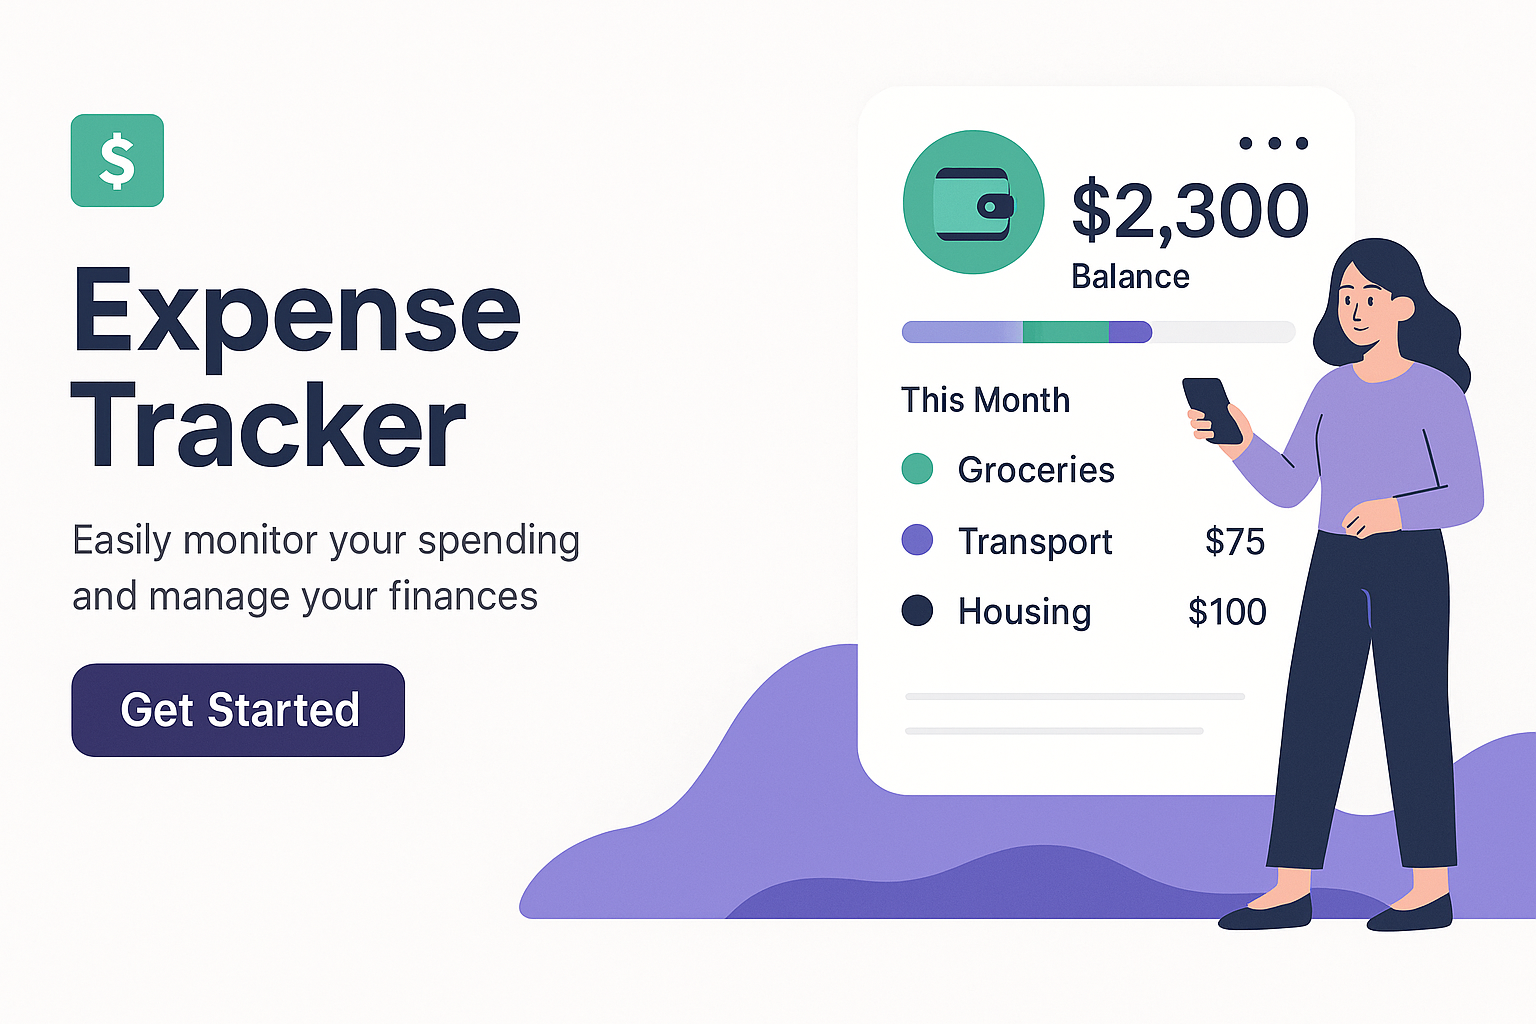 $
Expense
Tracker
Easily monitor your spending
and manage your finances
Get Started
$2,300
Balance
This Month
Groceries
Transport $75
Housing $100